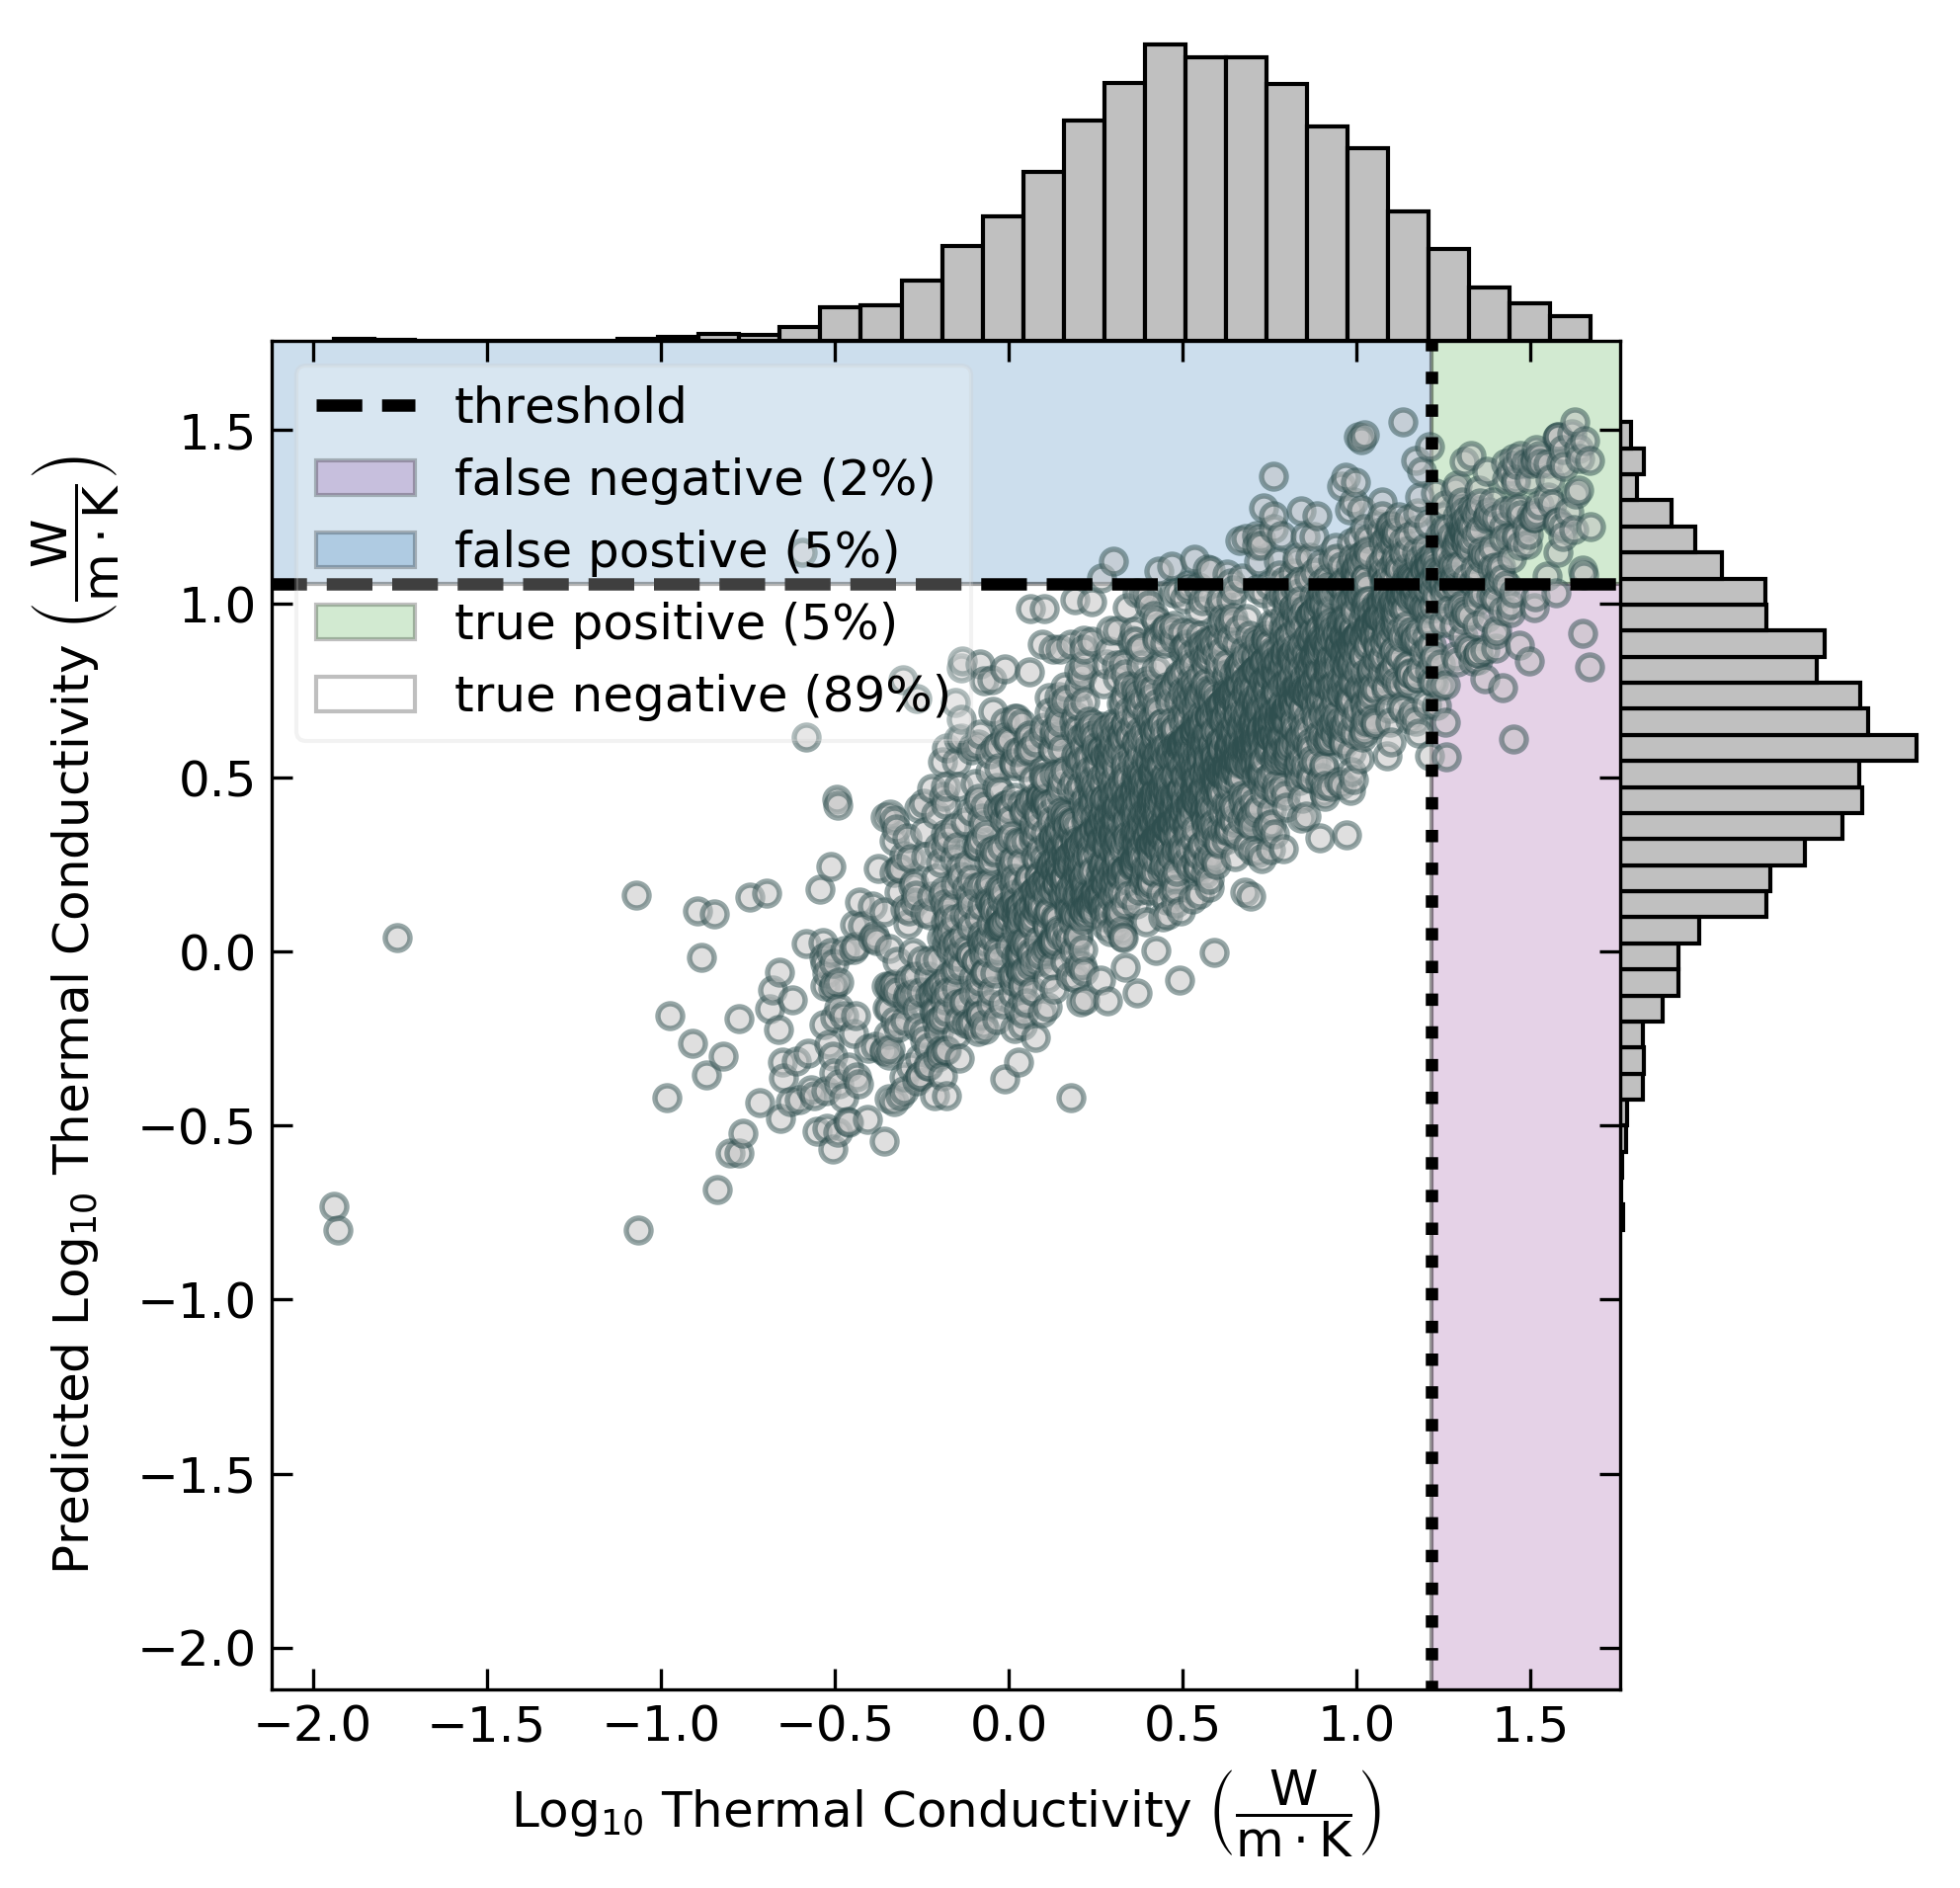 threshold
false negative (2%)
false postive (5%)
true positive (5%)
true negative (89%)
1.5
1.0
0.5
0.0
−0.5
−1.0
−1.5
−2.0
Predicted Log₁₀ Thermal Conductivity (W / m · K)
−2.0 −1.5 −1.0 −0.5 0.0 0.5 1.0 1.5
Log₁₀ Thermal Conductivity (W / m · K)